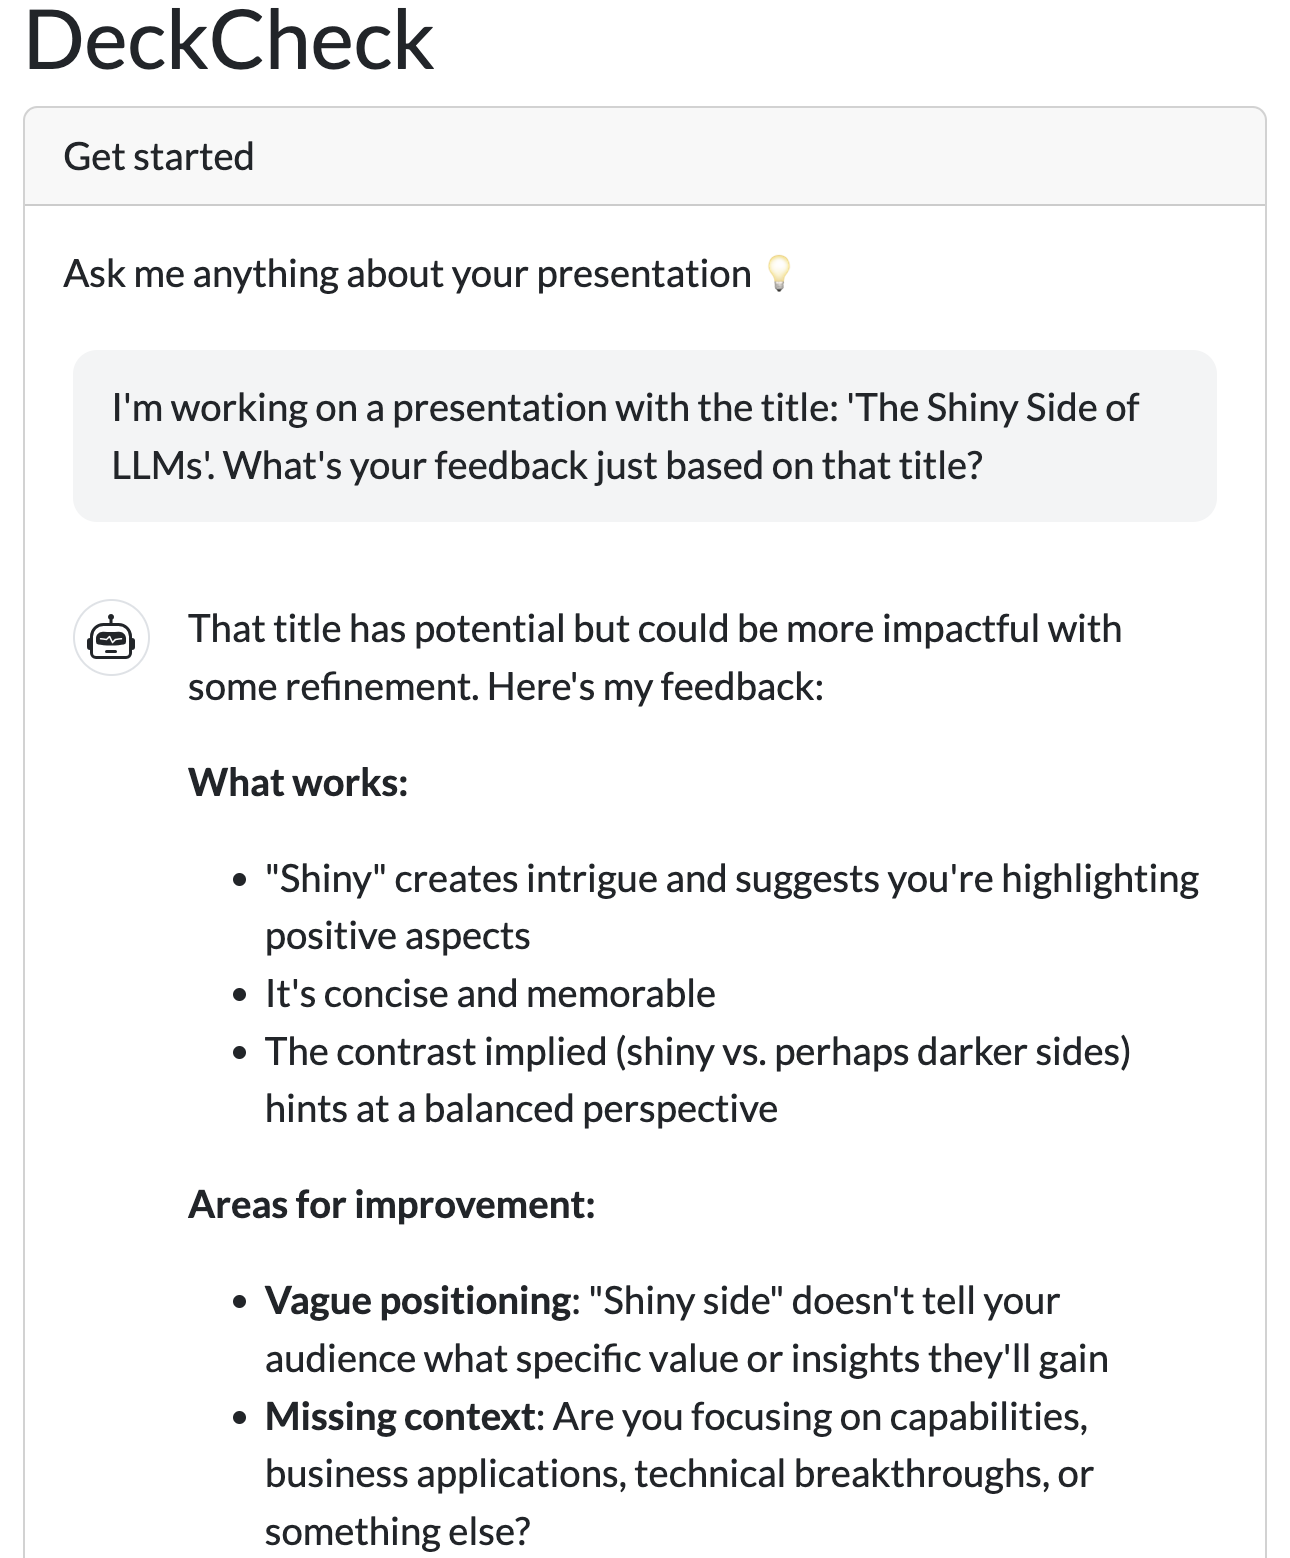 DeckCheck
Get started
Ask me anything about your presentation 💡
I'm working on a presentation with the title: 'The Shiny Side of
LLMs'. What's your feedback just based on that title?
That title has potential but could be more impactful with
some refinement. Here's my feedback:
What works:
• "Shiny" creates intrigue and suggests you're highlighting
positive aspects
• It's concise and memorable
• The contrast implied (shiny vs. perhaps darker sides)
hints at a balanced perspective
Areas for improvement:
• Vague positioning: "Shiny side" doesn't tell your
audience what specific value or insights they'll gain
• Missing context: Are you focusing on capabilities,
business applications, technical breakthroughs, or
something else?